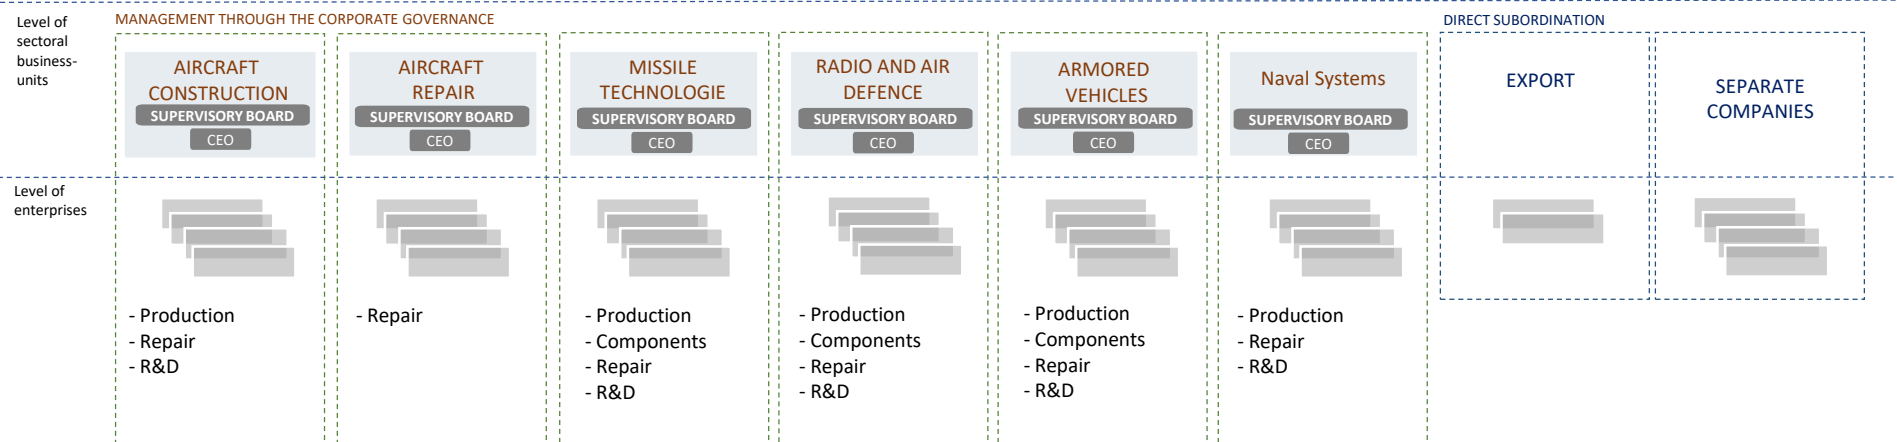 Level of
sectoral
business-
units
MANAGEMENT THROUGH THE CORPORATE GOVERNANCE
DIRECT SUBORDINATION
AIRCRAFT
CONSTRUCTION
SUPERVISORY BOARD
CEO
AIRCRAFT
REPAIR
SUPERVISORY BOARD
CEO
MISSILE
TECHNOLOGIE
SUPERVISORY BOARD
CEO
RADIO AND AIR
DEFENCE
SUPERVISORY BOARD
CEO
ARMORED
VEHICLES
SUPERVISORY BOARD
CEO
Naval Systems
SUPERVISORY BOARD
CEO
EXPORT
SEPARATE
COMPANIES
Level of
enterprises
- Production
- Repair
- R&D
- Repair
- Production
- Components
- Repair
- R&D
- Production
- Components
- Repair
- R&D
- Production
- Components
- Repair
- R&D
- Production
- Repair
- R&D